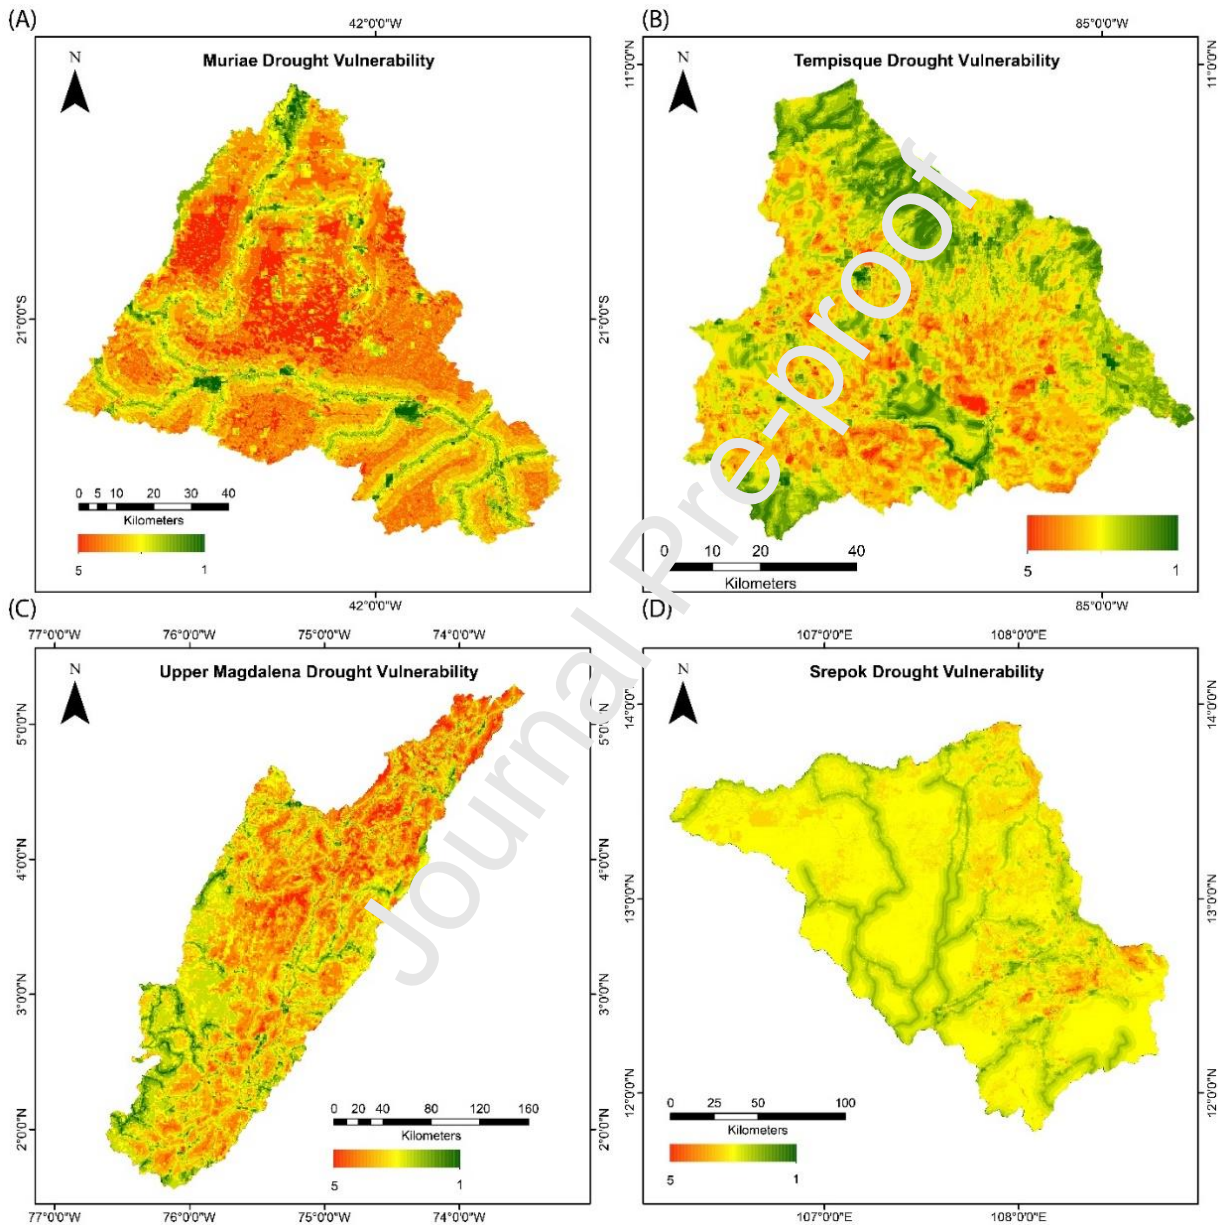 (A)
42°0'0"W
N
Muriae Drought Vulnerability
21°0'0"S
21°0'0"S
0 5 10 20 30 40
Kilometers
5 1
42°0'0"W
(B)
85°0'0"W
11°0'0"N
11°0'0"N
N
Tempisque Drought Vulnerability
0 10 20 40
Kilometers
5 1
85°0'0"W
(C)
77°0'0"W 76°0'0"W 75°0'0"W 74°0'0"W
N
Upper Magdalena Drought Vulnerability
5°0'0"N
5°0'0"N
4°0'0"N
4°0'0"N
3°0'0"N
3°0'0"N
2°0'0"N
2°0'0"N
0 20 40 80 120 160
Kilometers
5 1
77°0'0"W 76°0'0"W 75°0'0"W 74°0'0"W
(D)
107°0'0"E 108°0'0"E
N
Srepok Drought Vulnerability
14°0'0"N
14°0'0"N
13°0'0"N
13°0'0"N
12°0'0"N
12°0'0"N
0 25 50 100
Kilometers
5 1
107°0'0"E 108°0'0"E
Journal Pre-proof